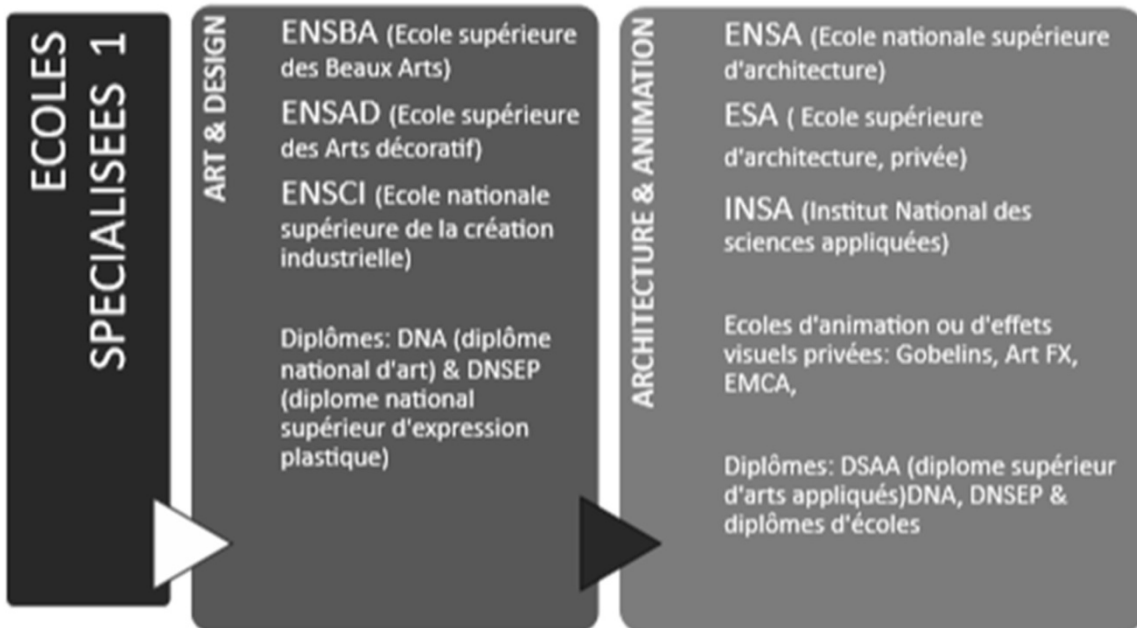 ECOLES
SPECIALISEES 1
ART & DESIGN
ENSBA (Ecole supérieure
des Beaux Arts)
ENSAD (Ecole supérieure
des Arts décoratif)
ENSCI (Ecole nationale
supérieure de la création
industrielle)
Diplômes: DNA (diplôme
national d'art) & DNSEP
(diplome national
supérieur d'expression
plastique)
ARCHITECTURE & ANIMATION
ENSA (Ecole nationale supérieure
d'architecture)
ESA ( Ecole supérieure
d'architecture, privée)
INSA (Institut National des
sciences appliquées)
Ecoles d'animation ou d'effets
visuels privées: Gobelins, Art FX,
EMCA,
Diplômes: DSAA (diplome supérieur
d'arts appliqués)DNA, DNSEP &
diplômes d'écoles